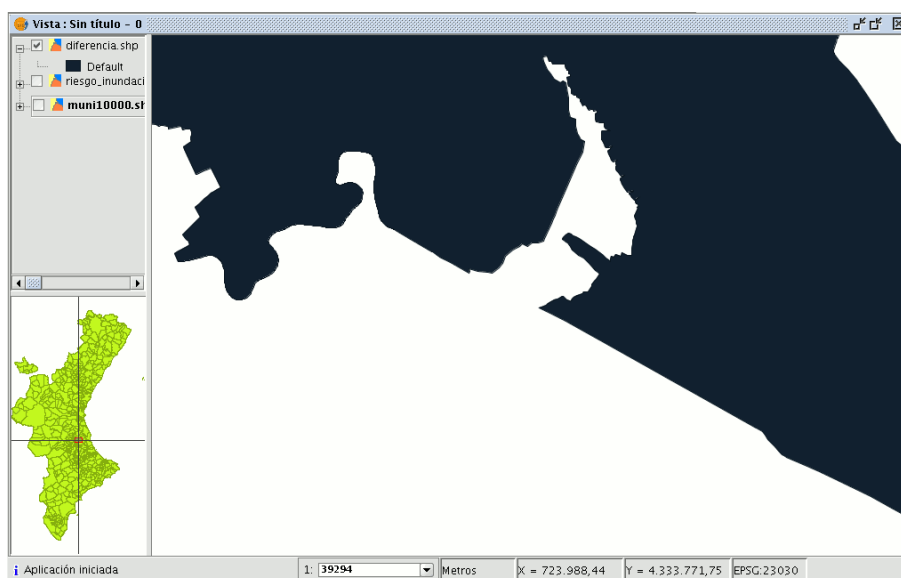 Vista : Sin título - 0
diferencia.shp
Default
riesgo_inundaci
muni10000.sh
Aplicación iniciada
1: 39294
Metros
X = 723.988,44
Y = 4.333.771,75
EPSG:23030